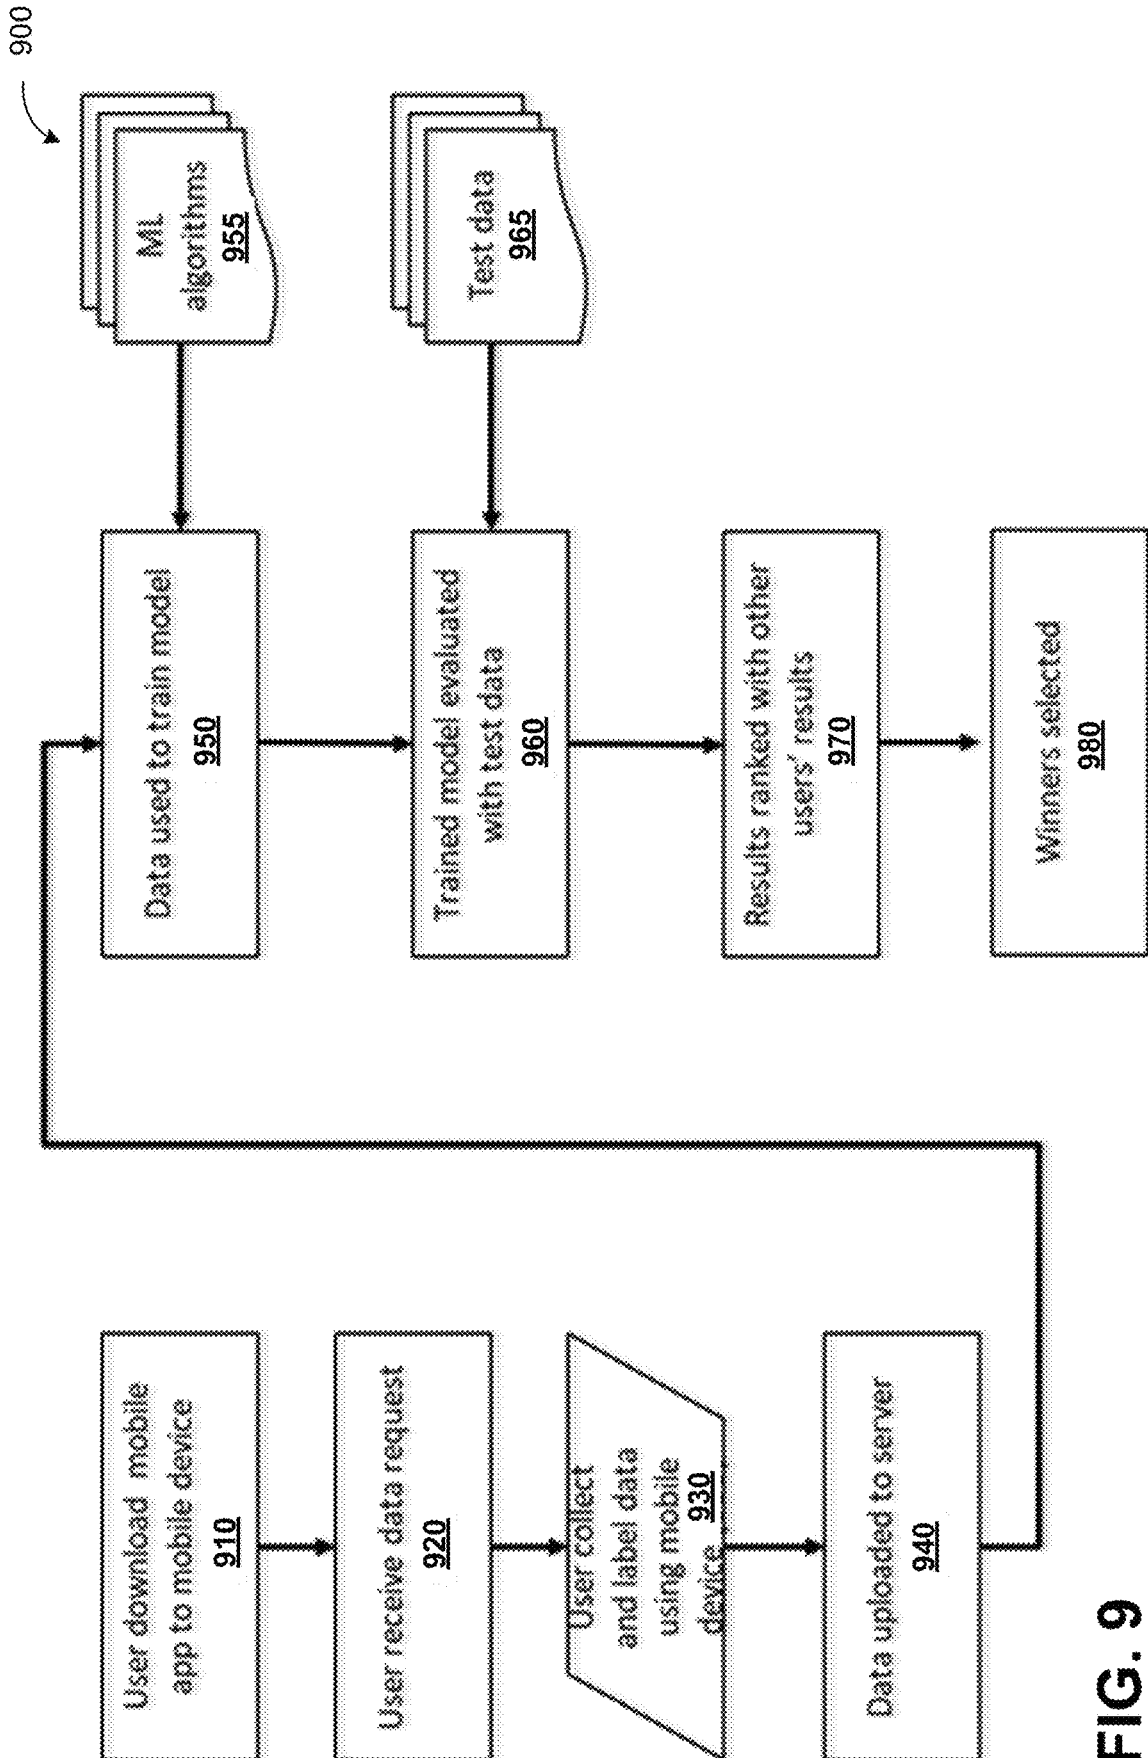 900
User download mobile
app to mobile device
910
User receive data request
920
User collect
and label data
using mobile
device
930
Data uploaded to server
940
Data used to train model
950
ML
algorithms
955
Trained model evaluated
with test data
960
Test data
965
Results ranked with other
users' results
970
Winners selected
980
FIG. 9